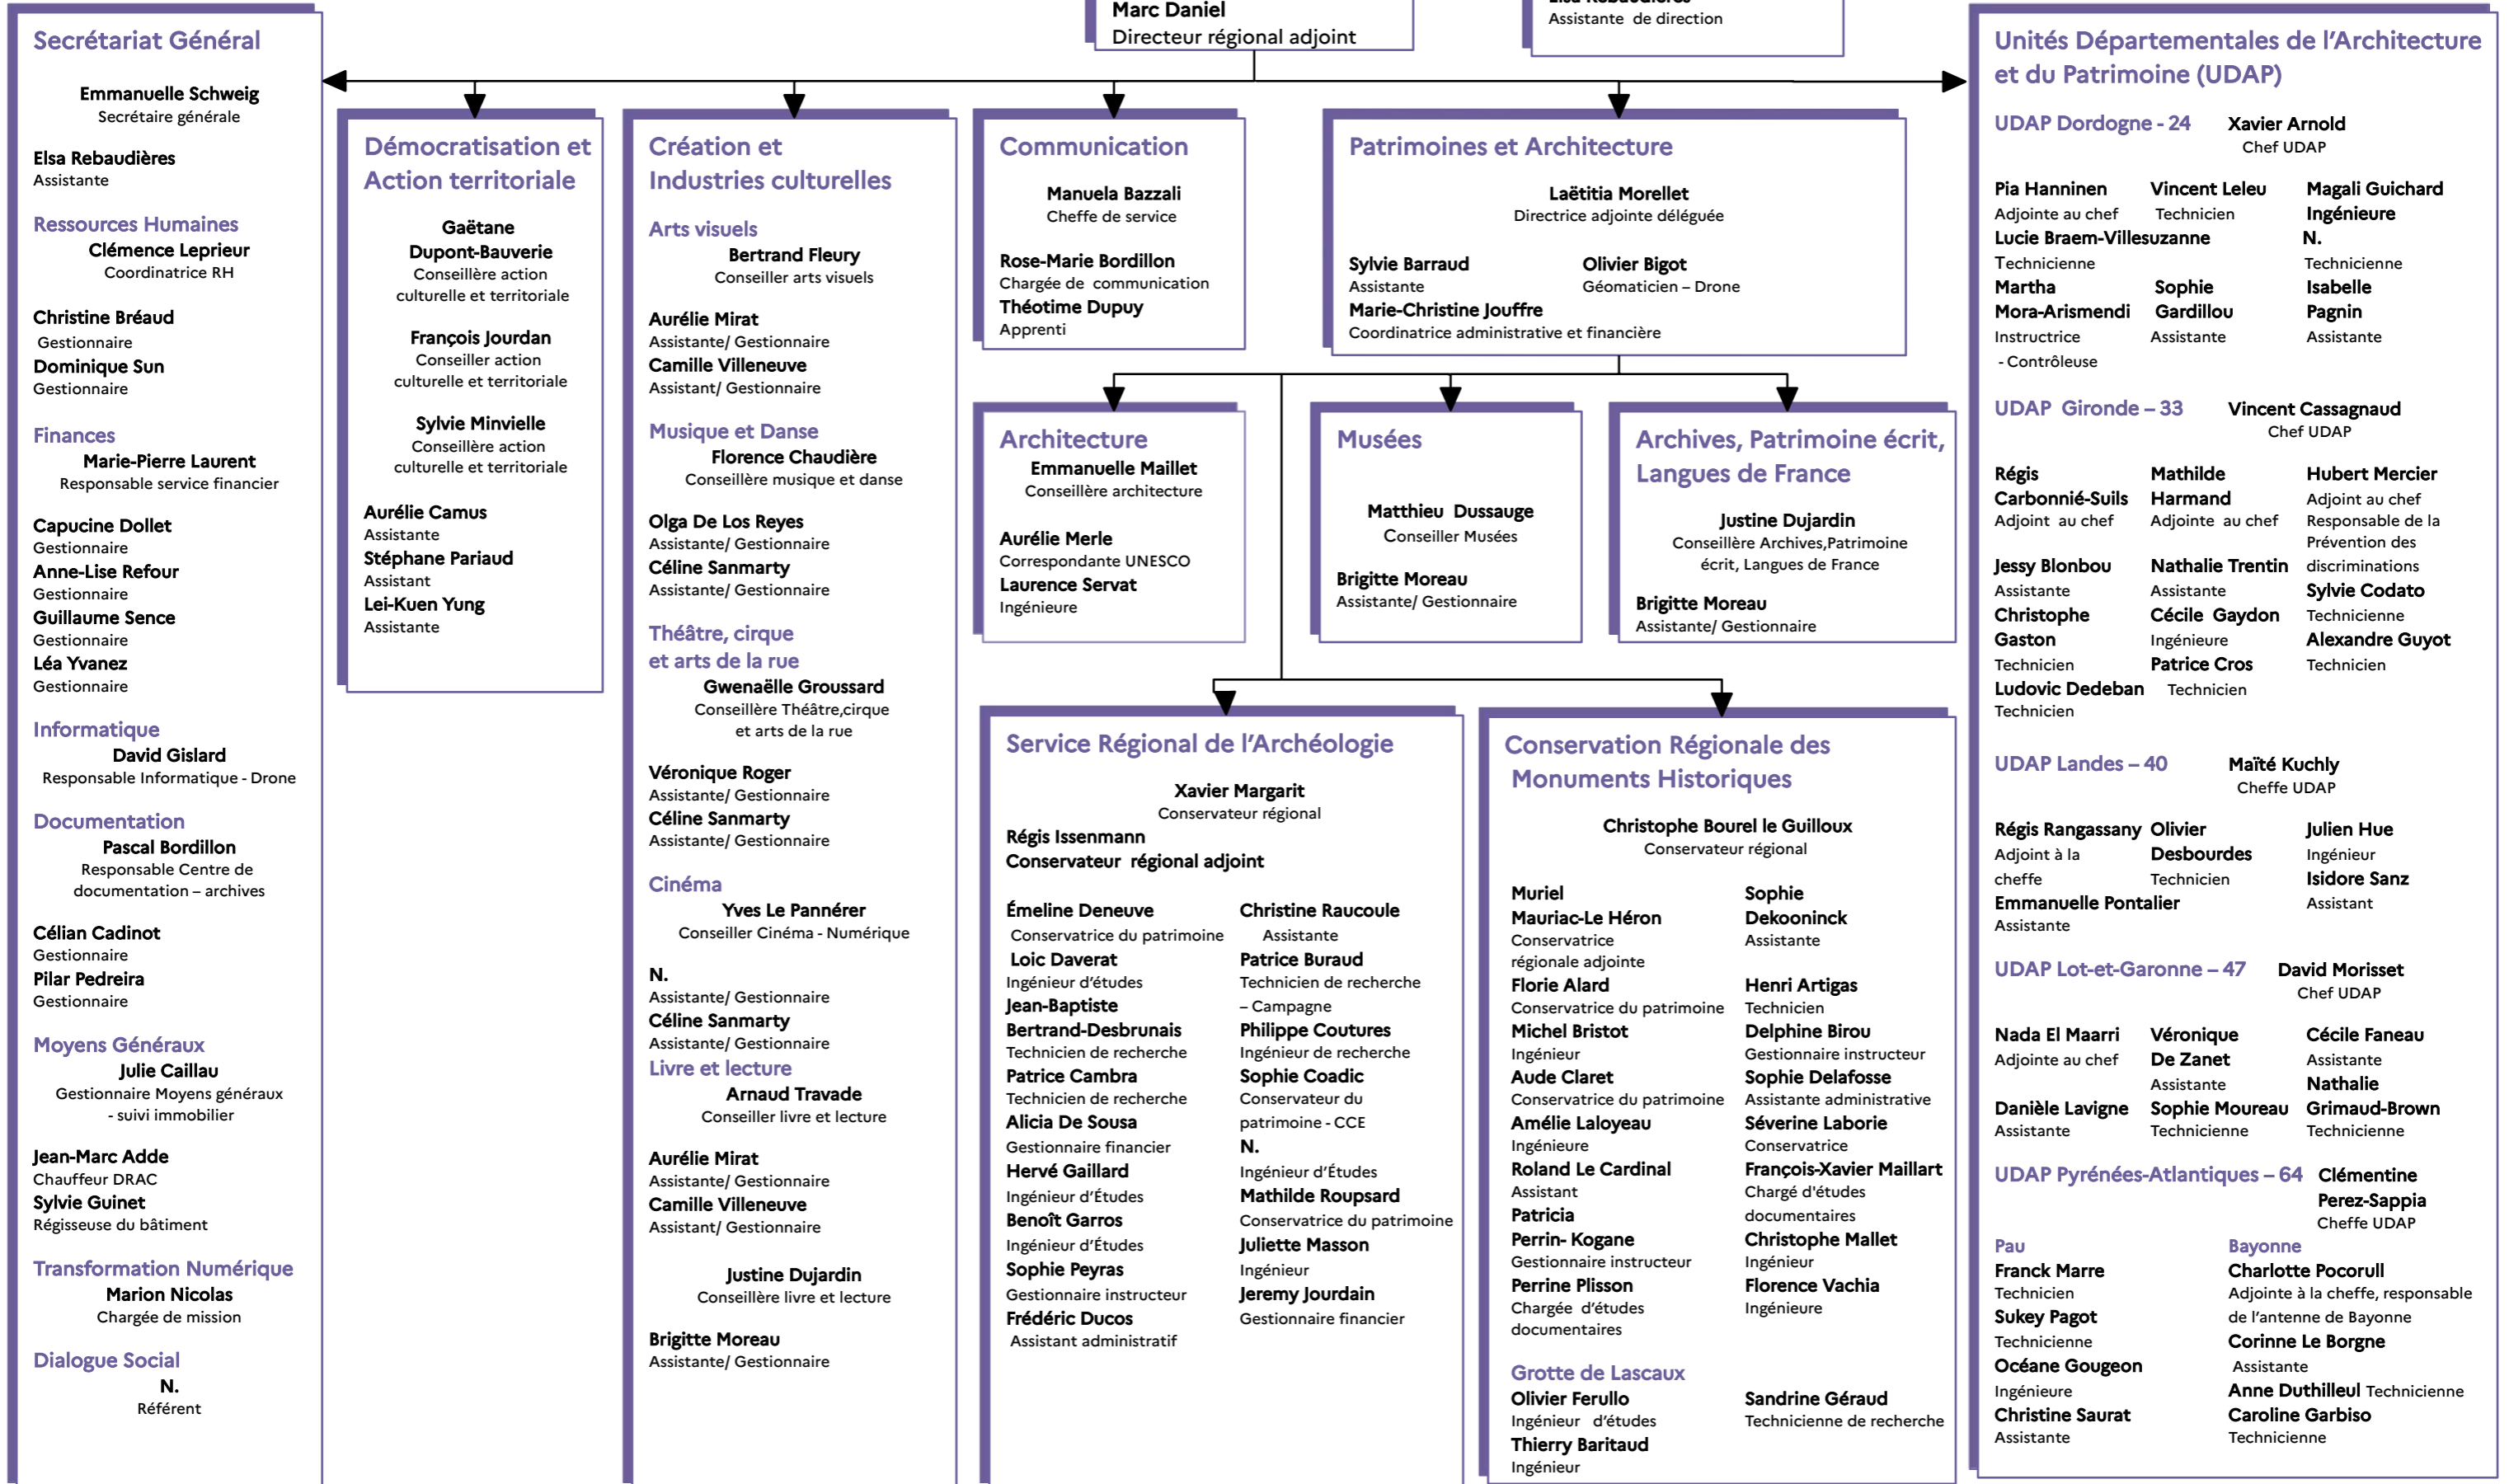 Marc Daniel
Directeur régional adjoint
Elsa Rebaudières
Assistante de direction
Secrétariat Général
Emmanuelle Schweig
Secrétaire générale
Elsa Rebaudières
Assistante
Ressources Humaines
Clémence Leprieur
Coordinatrice RH
Christine Bréaud
Gestionnaire
Dominique Sun
Gestionnaire
Finances
Marie-Pierre Laurent
Responsable service financier
Capucine Dollet
Gestionnaire
Anne-Lise Refour
Gestionnaire
Guillaume Sence
Gestionnaire
Léa Yvanez
Gestionnaire
Informatique
David Gislard
Responsable Informatique - Drone
Documentation
Pascal Bordillon
Responsable Centre de
documentation – archives
Célian Cadinot
Gestionnaire
Pilar Pedreira
Gestionnaire
Moyens Généraux
Julie Caillau
Gestionnaire Moyens généraux
- suivi immobilier
Jean-Marc Adde
Chauffeur DRAC
Sylvie Guinet
Régisseuse du bâtiment
Transformation Numérique
Marion Nicolas
Chargée de mission
Dialogue Social
N.
Référent
Démocratisation et
Action territoriale
Gaëtane
Dupont-Bauverie
Conseillère action
culturelle et territoriale
François Jourdan
Conseiller action
culturelle et territoriale
Sylvie Minvielle
Conseillère action
culturelle et territoriale
Aurélie Camus
Assistante
Stéphane Pariaud
Assistant
Lei-Kuen Yung
Assistante
Création et
Industries culturelles
Arts visuels
Bertrand Fleury
Conseiller arts visuels
Aurélie Mirat
Assistante/ Gestionnaire
Camille Villeneuve
Assistant/ Gestionnaire
Musique et Danse
Florence Chaudière
Conseillère musique et danse
Olga De Los Reyes
Assistante/ Gestionnaire
Céline Sanmarty
Assistante/ Gestionnaire
Théâtre, cirque
et arts de la rue
Gwenaëlle Groussard
Conseillère Théâtre,cirque
et arts de la rue
Véronique Roger
Assistante/ Gestionnaire
Céline Sanmarty
Assistante/ Gestionnaire
Cinéma
Yves Le Pannérer
Conseiller Cinéma - Numérique
N.
Assistante/ Gestionnaire
Céline Sanmarty
Assistante/ Gestionnaire
Livre et lecture
Arnaud Travade
Conseiller livre et lecture
Aurélie Mirat
Assistante/ Gestionnaire
Camille Villeneuve
Assistant/ Gestionnaire
Justine Dujardin
Conseillère livre et lecture
Brigitte Moreau
Assistante/ Gestionnaire
Communication
Manuela Bazzali
Cheffe de service
Rose-Marie Bordillon
Chargée de communication
Théotime Dupuy
Apprenti
Patrimoines et Architecture
Laëtitia Morellet
Directrice adjointe déléguée
Sylvie Barraud Olivier Bigot
Assistante Géomaticien – Drone
Marie-Christine Jouffre
Coordinatrice administrative et financière
Architecture
Emmanuelle Maillet
Conseillère architecture
Aurélie Merle
Correspondante UNESCO
Laurence Servat
Ingénieure
Musées
Matthieu Dussauge
Conseiller Musées
Brigitte Moreau
Assistante/ Gestionnaire
Archives, Patrimoine écrit,
Langues de France
Justine Dujardin
Conseillère Archives,Patrimoine
écrit, Langues de France
Brigitte Moreau
Assistante/ Gestionnaire
Service Régional de l’Archéologie
Xavier Margarit
Conservateur régional
Régis Issenmann
Conservateur régional adjoint
Émeline Deneuve
Conservatrice du patrimoine
Loic Daverat
Ingénieur d’études
Jean-Baptiste
Bertrand-Desbrunais
Technicien de recherche
Patrice Cambra
Technicien de recherche
Alicia De Sousa
Gestionnaire financier
Hervé Gaillard
Ingénieur d’Études
Benoît Garros
Ingénieur d’Études
Sophie Peyras
Gestionnaire instructeur
Frédéric Ducos
Assistant administratif
Christine Raucoule
Assistante
Patrice Buraud
Technicien de recherche
– Campagne
Philippe Coutures
Ingénieur de recherche
Sophie Coadic
Conservateur du
patrimoine - CCE
N.
Ingénieur d’Études
Mathilde Roupsard
Conservatrice du patrimoine
Juliette Masson
Ingénieur
Jeremy Jourdain
Gestionnaire financier
Conservation Régionale des
Monuments Historiques
Christophe Bourel le Guilloux
Conservateur régional
Muriel
Mauriac-Le Héron
Conservatrice
régionale adjointe
Florie Alard
Conservatrice du patrimoine
Michel Bristot
Ingénieur
Aude Claret
Conservatrice du patrimoine
Amélie Laloyeau
Ingénieure
Roland Le Cardinal
Assistant
Patricia
Perrin- Kogane
Gestionnaire instructeur
Perrine Plisson
Chargée d’études
documentaires
Sophie
Dekooninck
Assistante
Henri Artigas
Technicien
Delphine Birou
Gestionnaire instructeur
Sophie Delafosse
Assistante administrative
Séverine Laborie
Conservatrice
François-Xavier Maillart
Chargé d'études
documentaires
Christophe Mallet
Ingénieur
Florence Vachia
Ingénieure
Grotte de Lascaux
Olivier Ferullo Sandrine Géraud
Ingénieur d’études Technicienne de recherche
Thierry Baritaud
Ingénieur
Unités Départementales de l’Architecture
et du Patrimoine (UDAP)
UDAP Dordogne - 24 Xavier Arnold
Chef UDAP
Pia Hanninen Vincent Leleu Magali Guichard
Adjointe au chef Technicien Ingénieure
Lucie Braem-Villesuzanne N.
Technicienne Technicienne
Martha Sophie Isabelle
Mora-Arismendi Gardillou Pagnin
Instructrice Assistante Assistante
- Contrôleuse
UDAP Gironde – 33 Vincent Cassagnaud
Chef UDAP
Régis Mathilde Hubert Mercier
Carbonnié-Suils Harmand Adjoint au chef
Adjoint au chef Adjointe au chef Responsable de la
Prévention des
Jessy Blonbou Nathalie Trentin discriminations
Assistante Assistante Sylvie Codato
Christophe Cécile Gaydon Technicienne
Gaston Ingénieure Alexandre Guyot
Technicien Patrice Cros Technicien
Ludovic Dedeban Technicien
Technicien
UDAP Landes – 40 Maïté Kuchly
Cheffe UDAP
Régis Rangassany Olivier Julien Hue
Adjoint à la Desbourdes Ingénieur
cheffe Technicien Isidore Sanz
Emmanuelle Pontalier Assistant
Assistante
UDAP Lot-et-Garonne – 47 David Morisset
Chef UDAP
Nada El Maarri Véronique Cécile Faneau
Adjointe au chef De Zanet Assistante
Assistante Nathalie
Danièle Lavigne Sophie Moureau Grimaud-Brown
Assistante Technicienne Technicienne
UDAP Pyrénées-Atlantiques – 64 Clémentine
Perez-Sappia
Cheffe UDAP
Pau Bayonne
Franck Marre Charlotte Pocorull
Technicien Adjointe à la cheffe, responsable
Sukey Pagot de l’antenne de Bayonne
Technicienne Corinne Le Borgne
Océane Gougeon Assistante
Ingénieure Anne Duthilleul Technicienne
Christine Saurat Caroline Garbiso
Assistante Technicienne